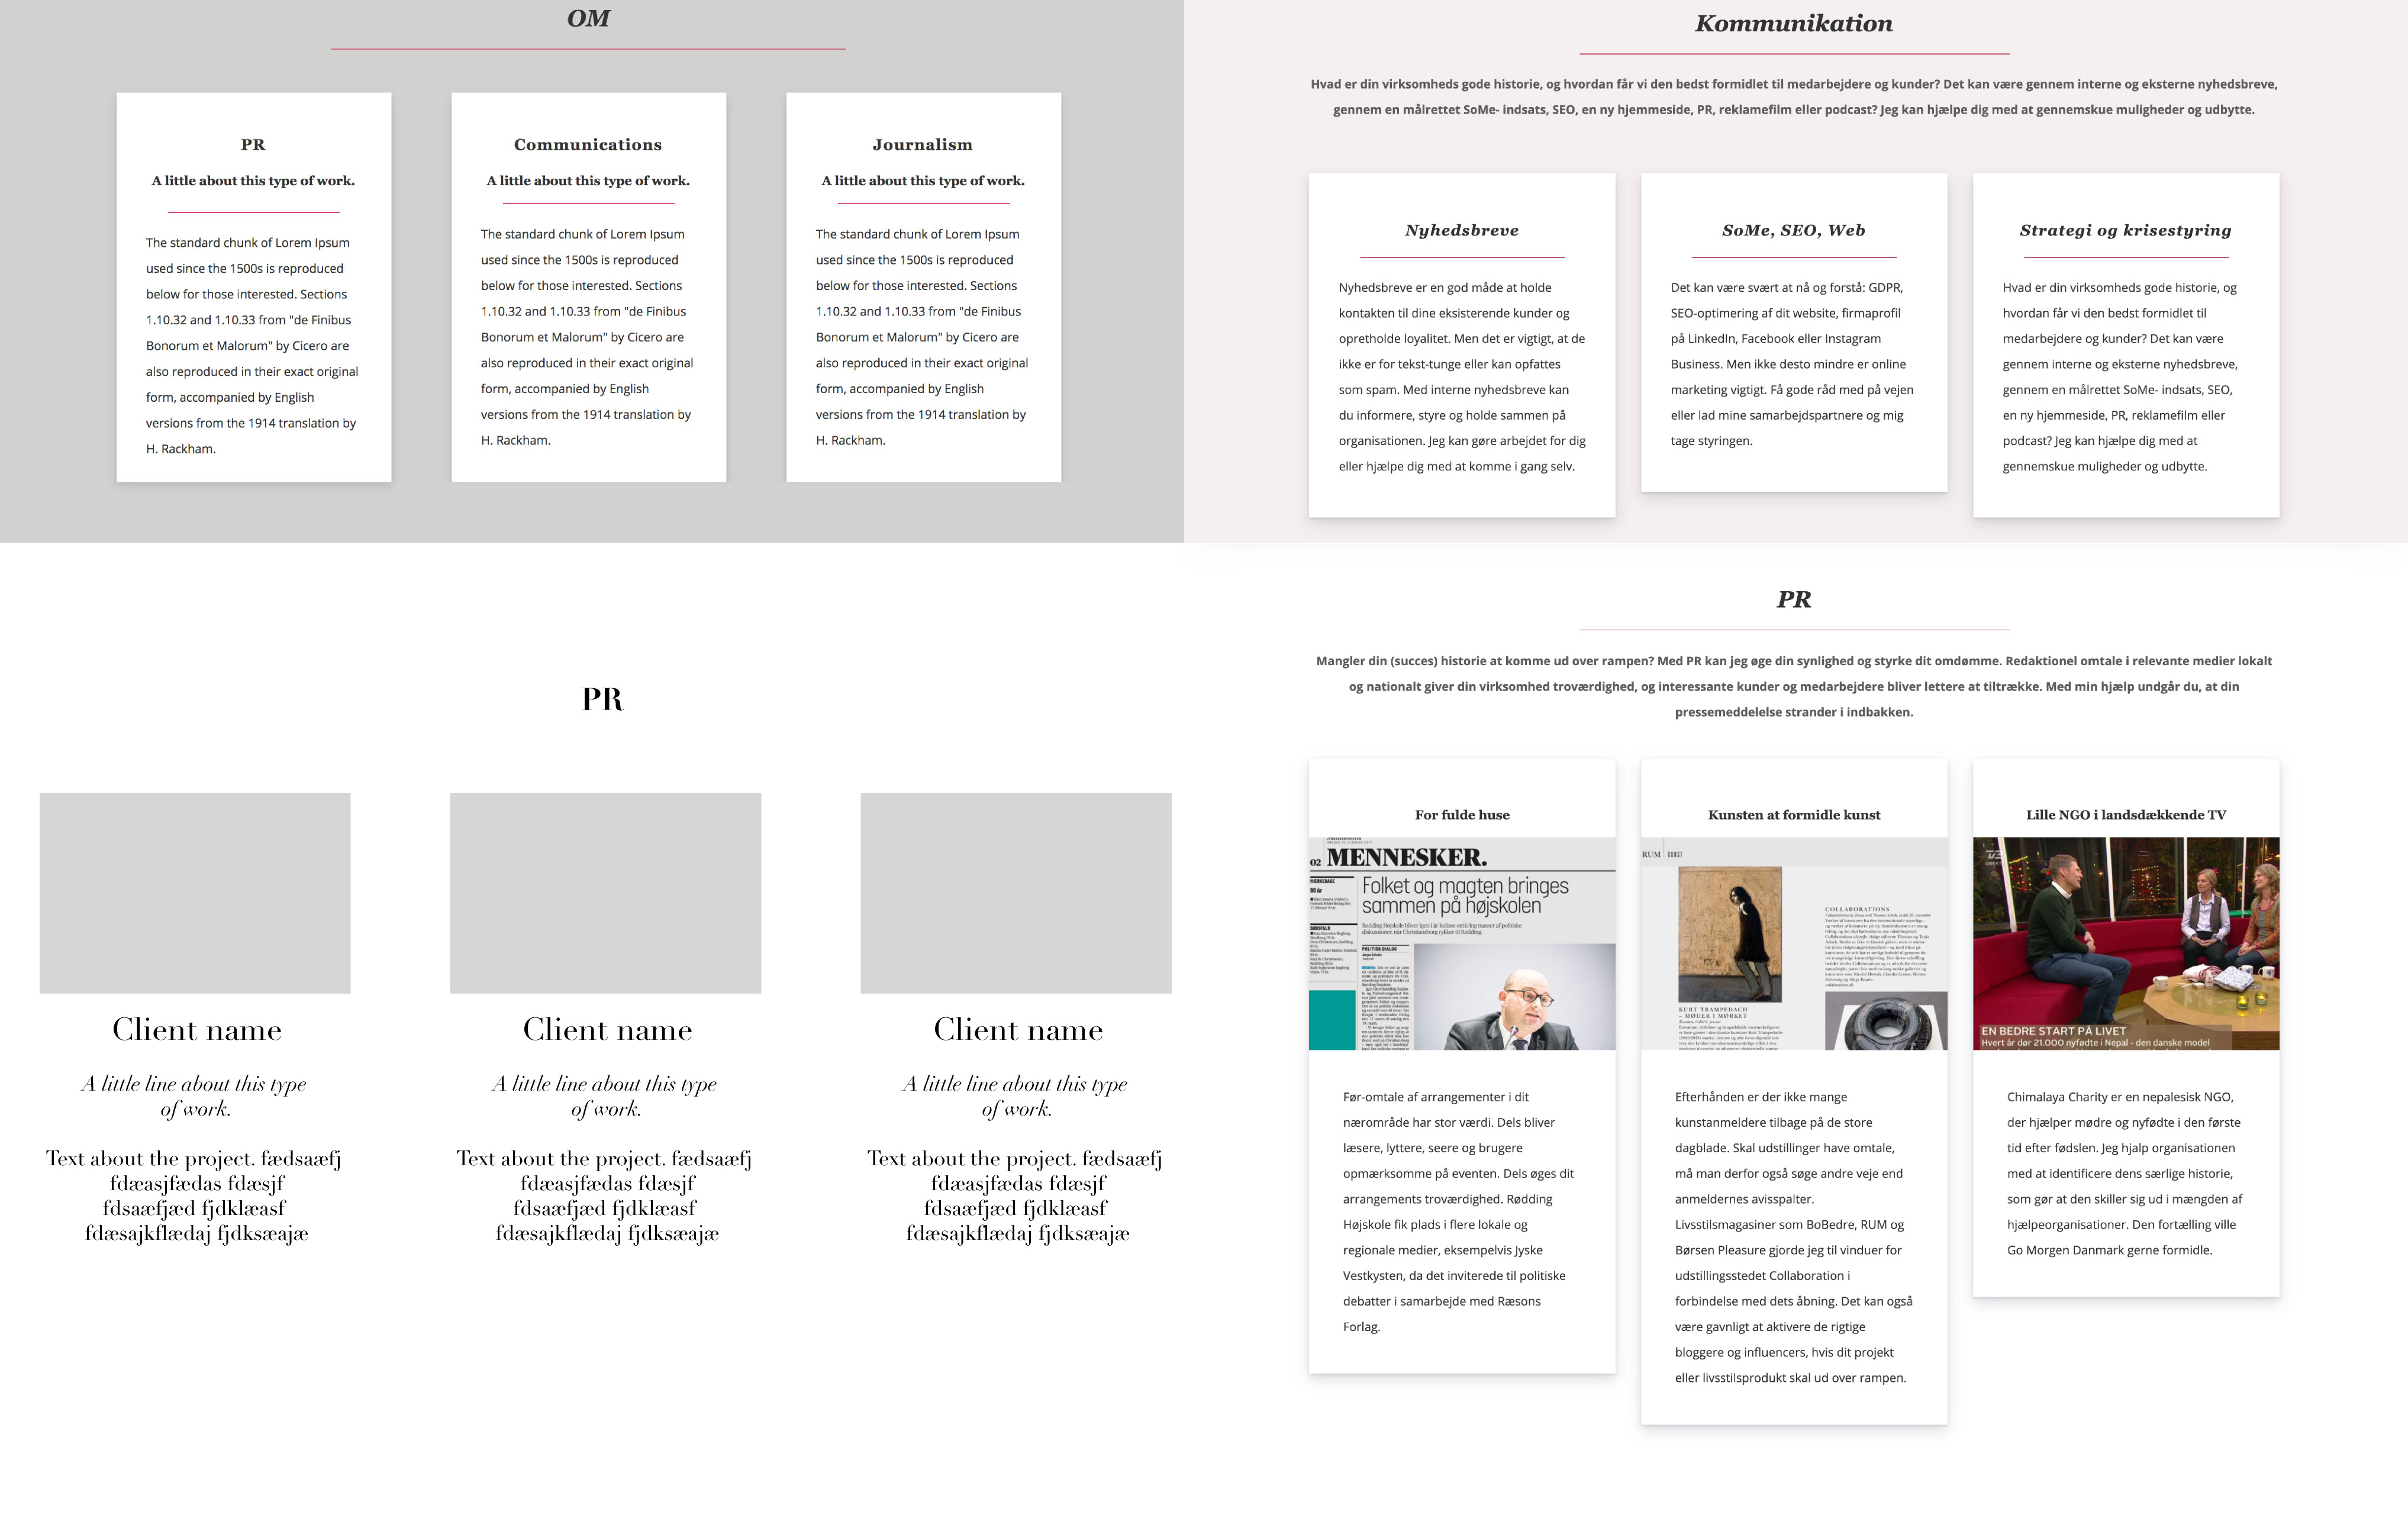 OM
PR
A little about this type of work.
The standard chunk of Lorem Ipsum
used since the 1500s is reproduced
below for those interested. Sections
1.10.32 and 1.10.33 from "de Finibus
Bonorum et Malorum" by Cicero are
also reproduced in their exact original
form, accompanied by English
versions from the 1914 translation by
H. Rackham.
Communications
A little about this type of work.
The standard chunk of Lorem Ipsum
used since the 1500s is reproduced
below for those interested. Sections
1.10.32 and 1.10.33 from "de Finibus
Bonorum et Malorum" by Cicero are
also reproduced in their exact original
form, accompanied by English
versions from the 1914 translation by
H. Rackham.
Journalism
A little about this type of work.
The standard chunk of Lorem Ipsum
used since the 1500s is reproduced
below for those interested. Sections
1.10.32 and 1.10.33 from "de Finibus
Bonorum et Malorum" by Cicero are
also reproduced in their exact original
form, accompanied by English
versions from the 1914 translation by
H. Rackham.
Kommunikation
Hvad er din virksomheds gode historie, og hvordan får vi den bedst formidlet til medarbejdere og kunder? Det kan være gennem interne og eksterne nyhedsbreve,
gennem en målrettet SoMe- indsats, SEO, en ny hjemmeside, PR, reklamefilm eller podcast? Jeg kan hjælpe dig med at gennemskue muligheder og udbytte.
Nyhedsbreve
Nyhedsbreve er en god måde at holde
kontakten til dine eksisterende kunder og
opretholde loyalitet. Men det er vigtigt, at de
ikke er for tekst-tunge eller kan opfattes
som spam. Med interne nyhedsbreve kan
du informere, styre og holde sammen på
organisationen. Jeg kan gøre arbejdet for dig
eller hjælpe dig med at komme i gang selv.
SoMe, SEO, Web
Det kan være svært at nå og forstå: GDPR,
SEO-optimering af dit website, firmaprofil
på LinkedIn, Facebook eller Instagram
Business. Men ikke desto mindre er online
marketing vigtigt. Få gode råd med på vejen
eller lad mine samarbejdspartnere og mig
tage styringen.
Strategi og krisestyring
Hvad er din virksomheds gode historie, og
hvordan får vi den bedst formidlet til
medarbejdere og kunder? Det kan være
gennem interne og eksterne nyhedsbreve,
gennem en målrettet SoMe- indsats, SEO,
en ny hjemmeside, PR, reklamefilm eller
podcast? Jeg kan hjælpe dig med at
gennemskue muligheder og udbytte.
PR
Client name
A little line about this type
of work.
Text about the project. fædsaæfj
fdæasjfædas fdæsjf
fdsaæfjæd fjdklæasf
fdæsajkflædaj fjdksæajæ
Client name
A little line about this type
of work.
Text about the project. fædsaæfj
fdæasjfædas fdæsjf
fdsaæfjæd fjdklæasf
fdæsajkflædaj fjdksæajæ
Client name
A little line about this type
of work.
Text about the project. fædsaæfj
fdæasjfædas fdæsjf
fdsaæfjæd fjdklæasf
fdæsajkflædaj fjdksæajæ
PR
Mangler din (succes) historie at komme ud over rampen? Med PR kan jeg øge din synlighed og styrke dit omdømme. Redaktionel omtale i relevante medier lokalt
og nationalt giver din virksomhed troværdighed, og interessante kunder og medarbejdere bliver lettere at tiltrække. Med min hjælp undgår du, at din
pressemeddelelse strander i indbakken.
For fulde huse
02 MENNESKER.
MÆRKEDAGE
90 år
DØDSFALD
Folket og magten bringes
sammen på højskolen
Rødding Højskole bliver igen i år kulisse omkring masser af politiske
diskussioner, når Christiansborg rykker til Rødding.
POLITISK DIALOG
Før-omtale af arrangementer i dit
nærområde har stor værdi. Dels bliver
læsere, lyttere, seere og brugere
opmærksomme på eventen. Dels øges dit
arrangements troværdighed. Rødding
Højskole fik plads i flere lokale og
regionale medier, eksempelvis Jyske
Vestkysten, da det inviterede til politiske
debatter i samarbejde med Ræsons
Forlag.
Kunsten at formidle kunst
RUM KUNST
COLLABORATIONS
KURT TRAMPEDACH
– MØDER I MØRKET
Efterhånden er der ikke mange
kunstanmeldere tilbage på de store
dagblade. Skal udstillinger have omtale,
må man derfor også søge andre veje end
anmeldernes avisspalter.
Livsstilsmagasiner som BoBedre, RUM og
Børsen Pleasure gjorde jeg til vinduer for
udstillingsstedet Collaboration i
forbindelse med dets åbning. Det kan også
være gavnligt at aktivere de rigtige
bloggere og influencers, hvis dit projekt
eller livsstilsprodukt skal ud over rampen.
Lille NGO i landsdækkende TV
EN BEDRE START PÅ LIVET
Hvert år dør 21.000 nyfødte i Nepal - den danske model
Chimalaya Charity er en nepalesisk NGO,
der hjælper mødre og nyfødte i den første
tid efter fødslen. Jeg hjalp organisationen
med at identificere dens særlige historie,
som gør at den skiller sig ud i mængden af
hjælpeorganisationer. Den fortælling ville
Go Morgen Danmark gerne formidle.